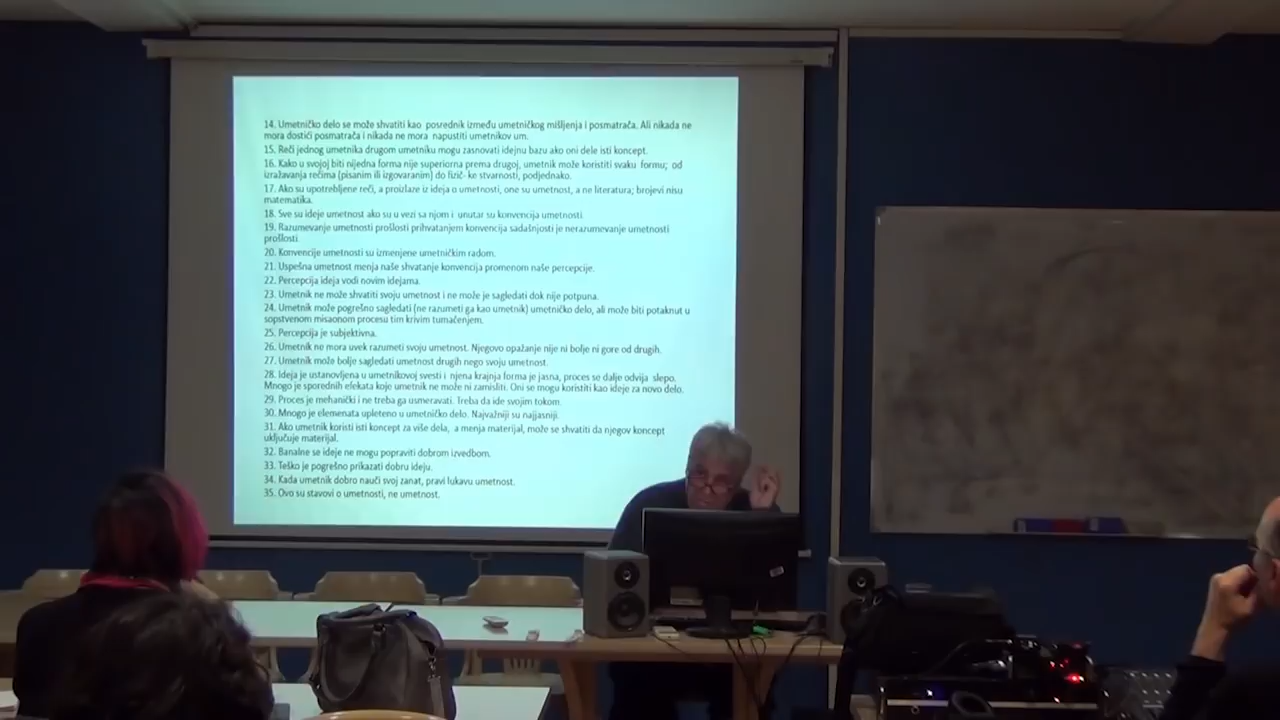 14. Umetničko delo se može shvatiti kao posrednik između umetničkog mišljenja i posmatrača. Ali nikada ne
mora dostići posmatrača i nikada ne mora napustiti umetnikov um.
15. Reči jednog umetnika drugom umetniku mogu zasnovati idejnu bazu ako oni dele isti koncept.
16. Kako u svojoj biti nijedna forma nije superiorna prema drugoj, umetnik može koristiti svaku formu; od
izražavanja rečima (pisanim ili izgovaranim) do fizič- ke stvarnosti, podjednako.
17. Ako su upotrebljene reči, a proizlaze iz ideja o umetnosti, one su umetnost, a ne literatura; brojevi nisu
matematika.
18. Sve su ideje umetnost ako su u vezi sa njom i unutar su konvencija umetnosti.
19. Razumevanje umetnosti prošlosti prihvatanjem konvencija sadašnjosti je nerazumevanje umetnosti
prošlosti.
20. Konvencije umetnosti su izmenjene umetničkim radom.
21. Uspešna umetnost menja naše shvatanje konvencija promenom naše percepcije.
22. Percepcija ideja vodi novim idejama.
23. Umetnik ne može shvatiti svoju umetnost i ne može je sagledati dok nije potpuna.
24. Umetnik može pogrešno sagledati (ne razumeti ga kao umetnik) umetničko delo, ali može biti potaknut u
sopstvenom misaonom procesu tim krivim tumačenjem.
25. Percepcija je subjektivna.
26. Umetnik ne mora uvek razumeti svoju umetnost. Njegovo opažanje nije ni bolje ni gore od drugih.
27. Umetnik može bolje sagledati umetnost drugih nego svoju umetnost.
28. Ideja je ustanovljena u umetnikovoj svesti i njena krajnja forma je jasna, proces se dalje odvija slepo.
Mnogo je sporednih efekata koje umetnik ne može ni zamisliti. Oni se mogu koristiti kao ideje za novo delo.
29. Proces je mehanički i ne treba ga usmeravati. Treba da ide svojim tokom.
30. Mnogo je elemenata upleteno u umetničko delo. Najvažniji su najjasniji.
31. Ako umetnik koristi isti koncept za više dela, a menja materijal, može se shvatiti da njegov koncept
uključuje materijal.
32. Banalne se ideje ne mogu popraviti dobrom izvedbom.
33. Teško je pogrešno prikazati dobru ideju.
34. Kada umetnik dobro nauči svoj zanat, pravi lukavu umetnost.
35. Ovo su stavovi o umetnosti, ne umetnost.